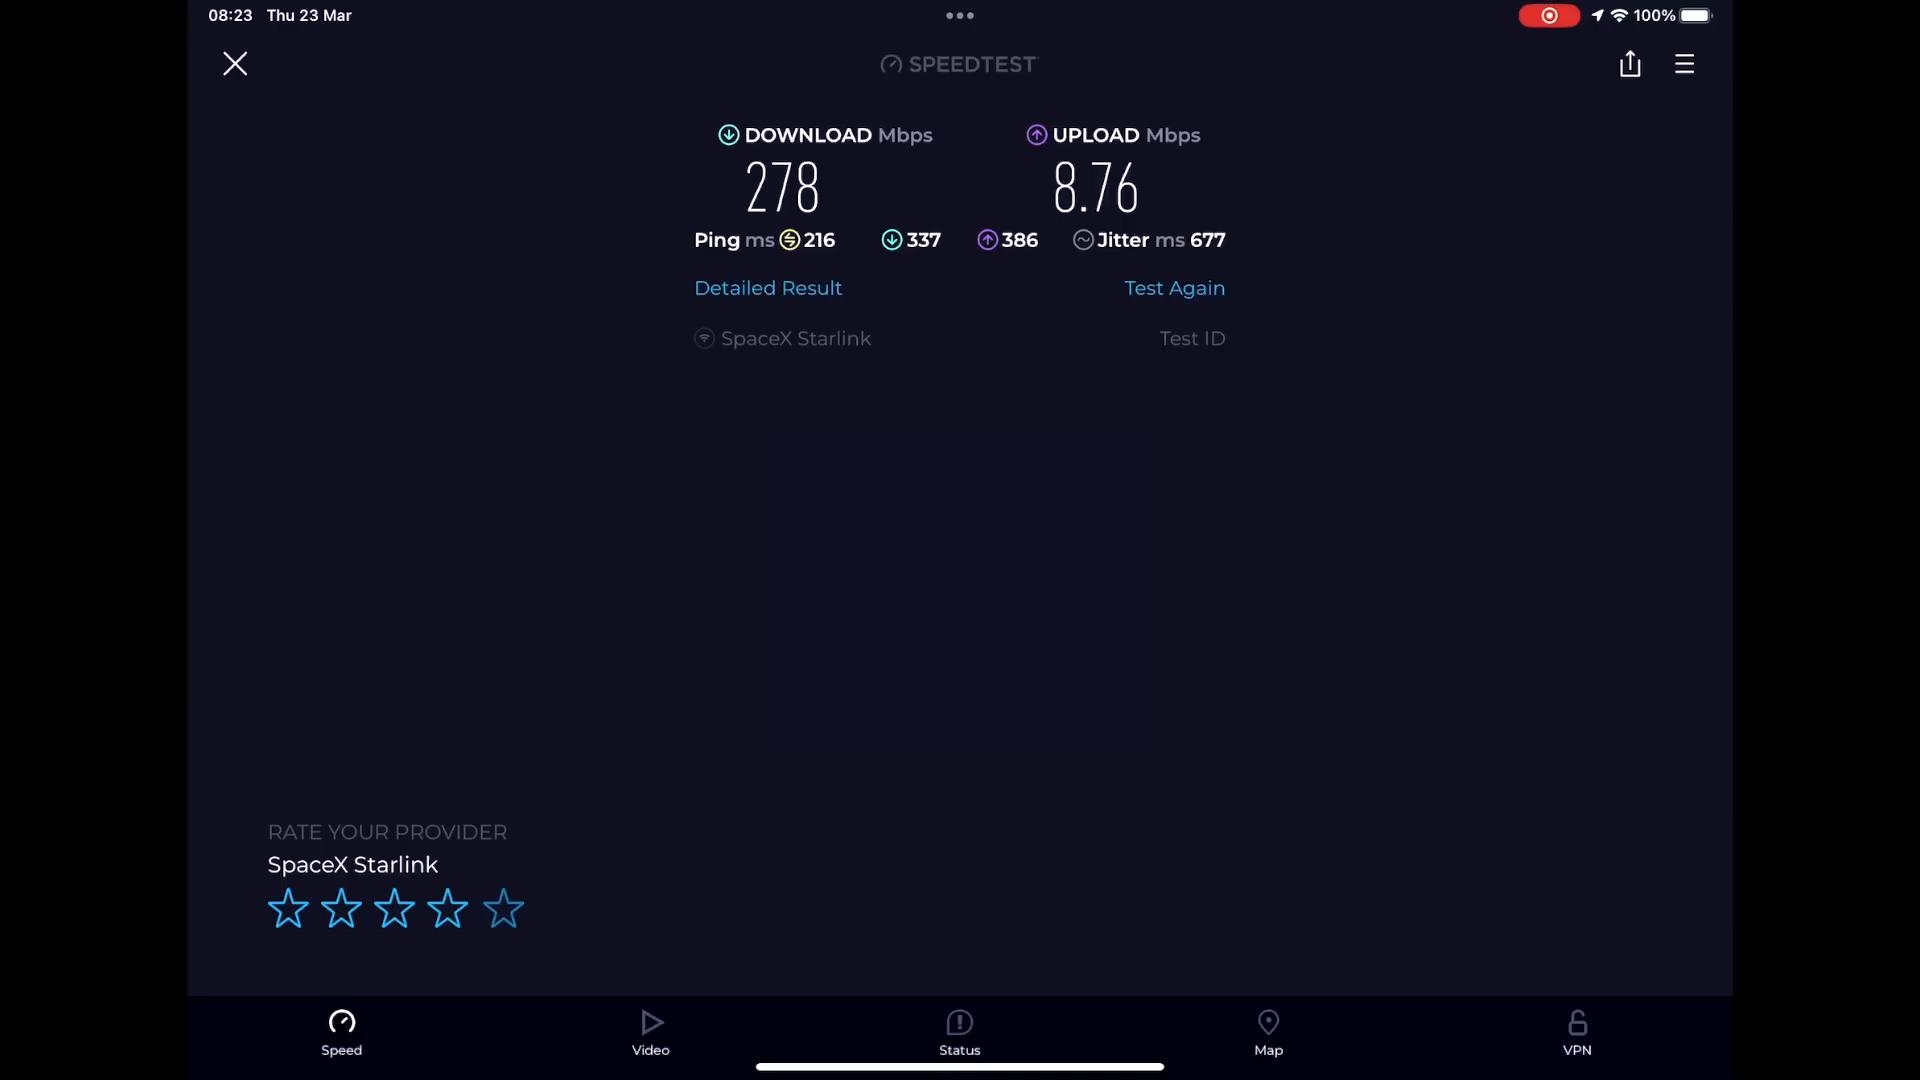 08:23 Thu 23 Mar
100%
SPEEDTEST
DOWNLOAD Mbps UPLOAD Mbps
278 8.76
Ping ms 216 337 386 Jitter ms 677
Detailed Result Test Again
SpaceX Starlink Test ID
RATE YOUR PROVIDER
SpaceX Starlink
Speed Video Status Map VPN